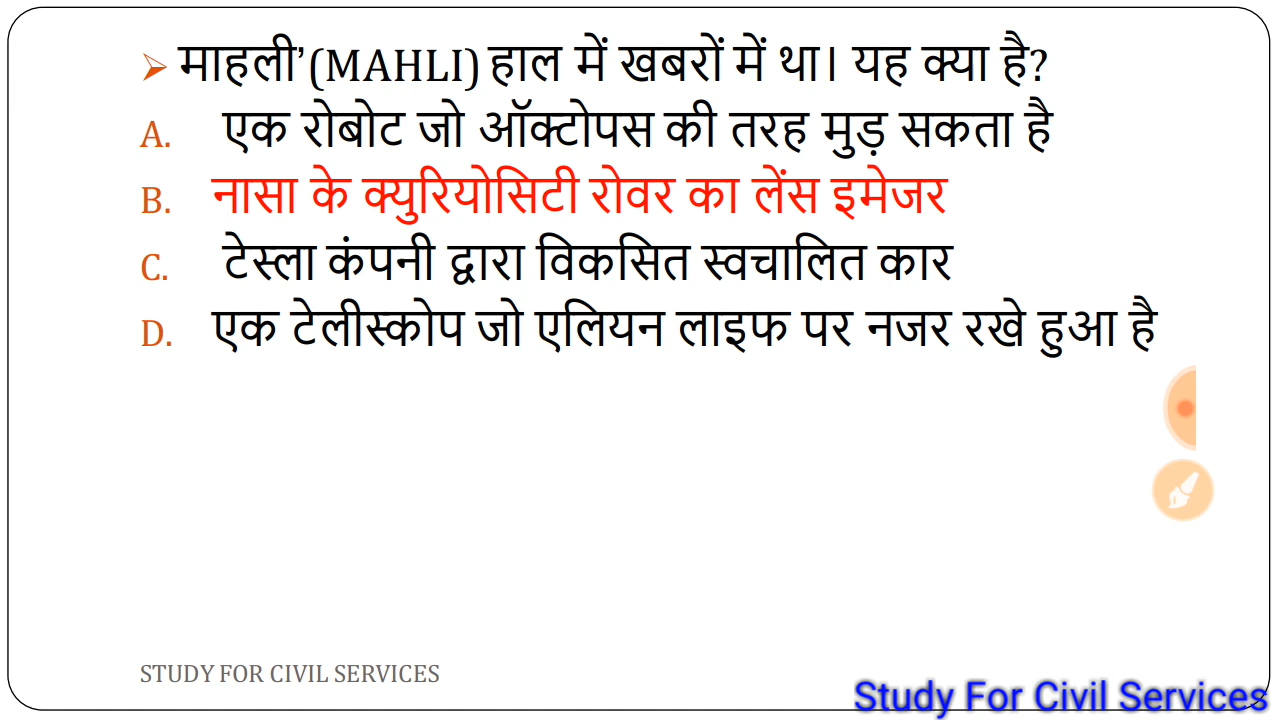 ➢ माहली’(MAHLI) हाल में खबरों में था। यह क्या है?
A. एक रोबोट जो ऑक्टोपस की तरह मुड़ सकता है
B. नासा के क्युरियोसिटी रोवर का लेंस इमेजर
C. टेस्ला कंपनी द्वारा विकसित स्वचालित कार
D. एक टेलीस्कोप जो एलियन लाइफ पर नजर रखे हुआ है
STUDY FOR CIVIL SERVICES
Study For Civil Services